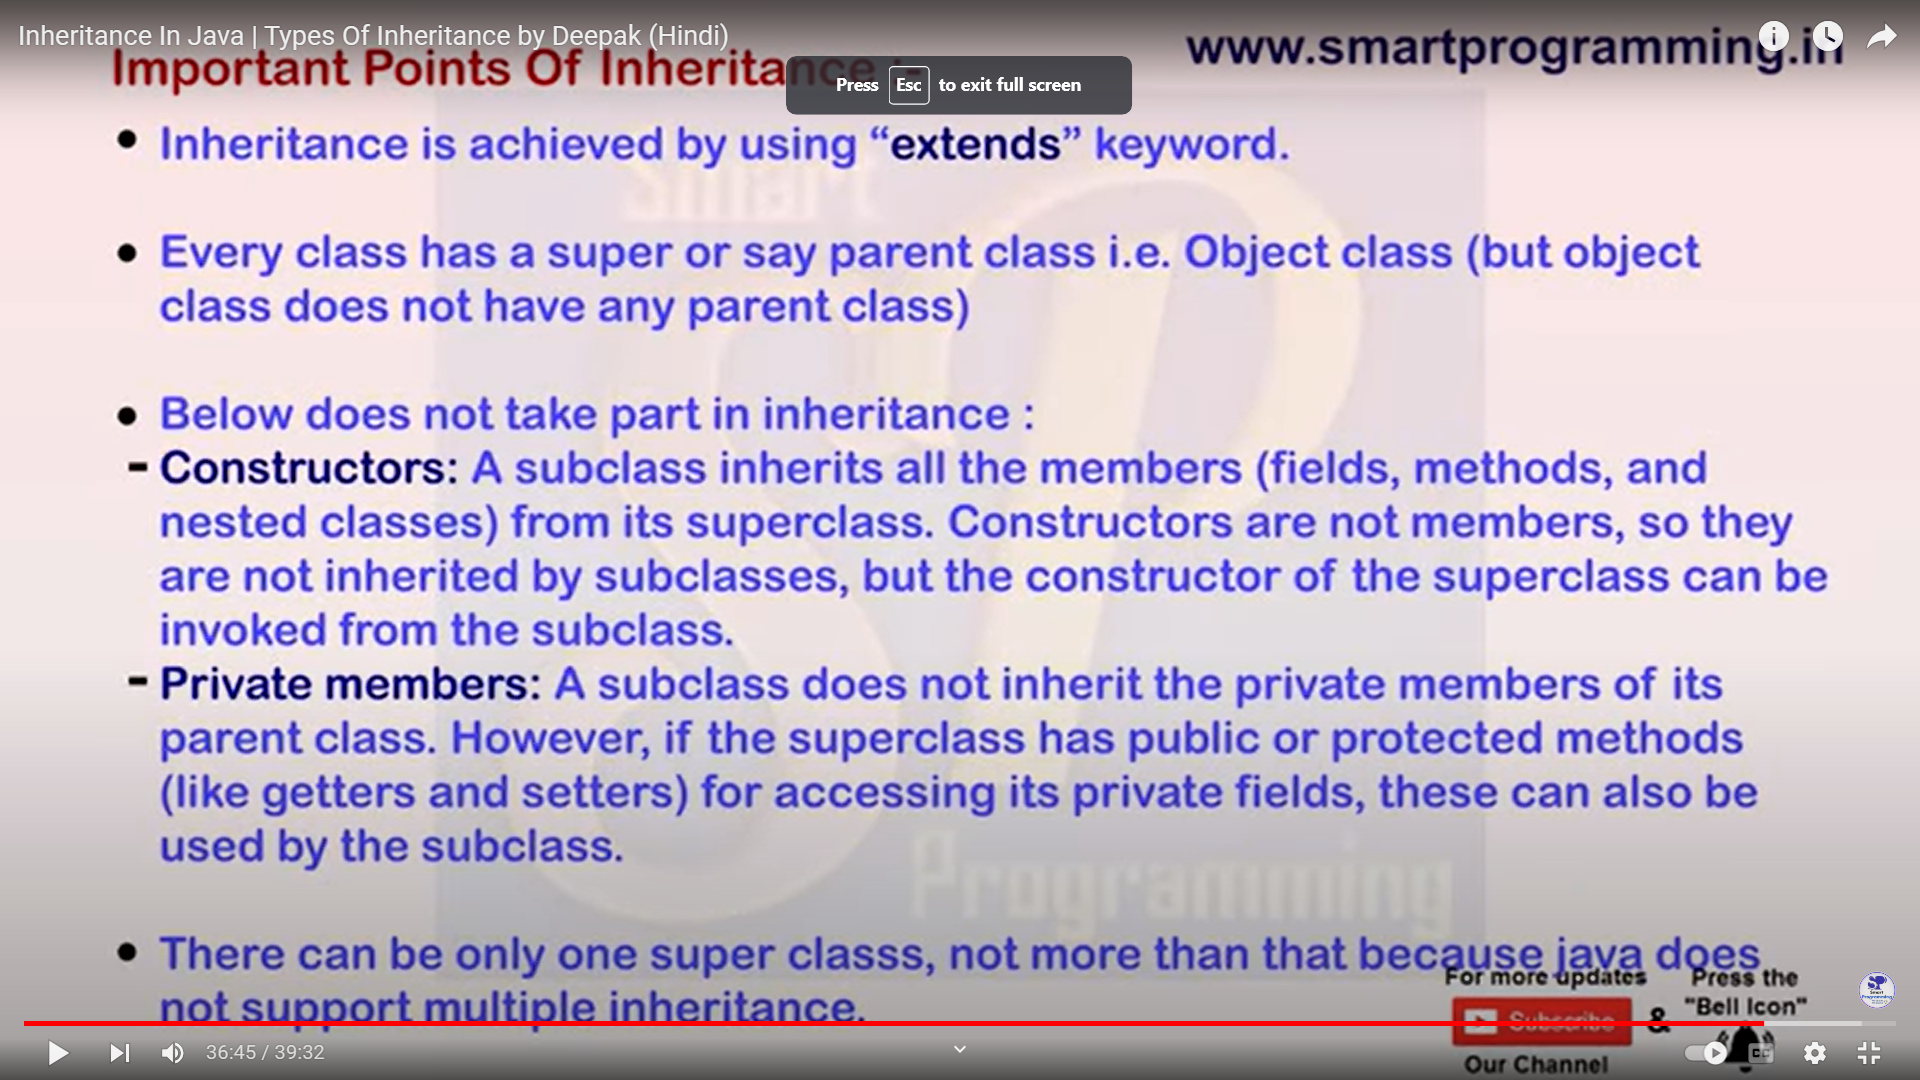 Inheritance In Java | Types Of Inheritance by Deepak (Hindi)
www.smartprogramming.in
Important Points Of Inheritance :-
Press Esc to exit full screen
• Inheritance is achieved by using “extends” keyword.
• Every class has a super or say parent class i.e. Object class (but object
class does not have any parent class)
• Below does not take part in inheritance :
- Constructors: A subclass inherits all the members (fields, methods, and
nested classes) from its superclass. Constructors are not members, so they
are not inherited by subclasses, but the constructor of the superclass can be
invoked from the subclass.
- Private members: A subclass does not inherit the private members of its
parent class. However, if the superclass has public or protected methods
(like getters and setters) for accessing its private fields, these can also be
used by the subclass.
• There can be only one super classs, not more than that because java does
not support multiple inheritance.
Smart
SP
Programming
For more updates
Subscribe
Our Channel
&
Press the
"Bell Icon"
SP
Smart
Programming
36:45 / 39:32
CC